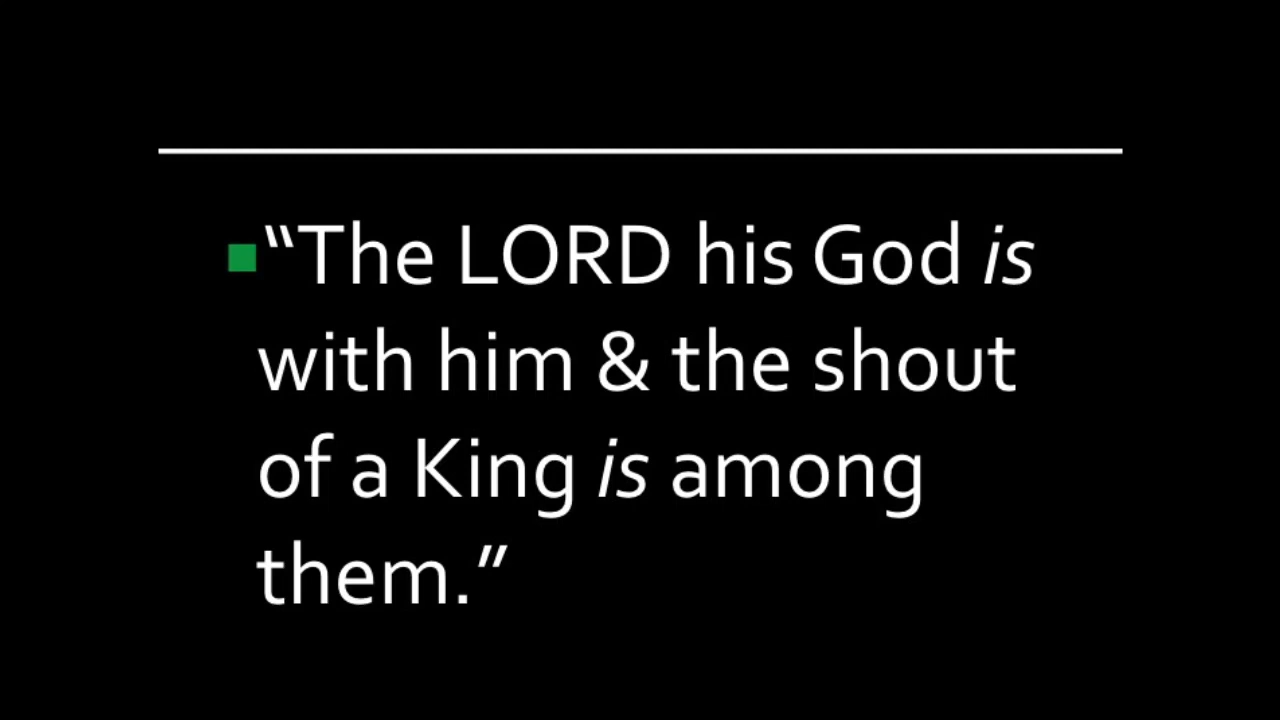 “The LORD his God is
with him & the shout
of a King is among
them.”